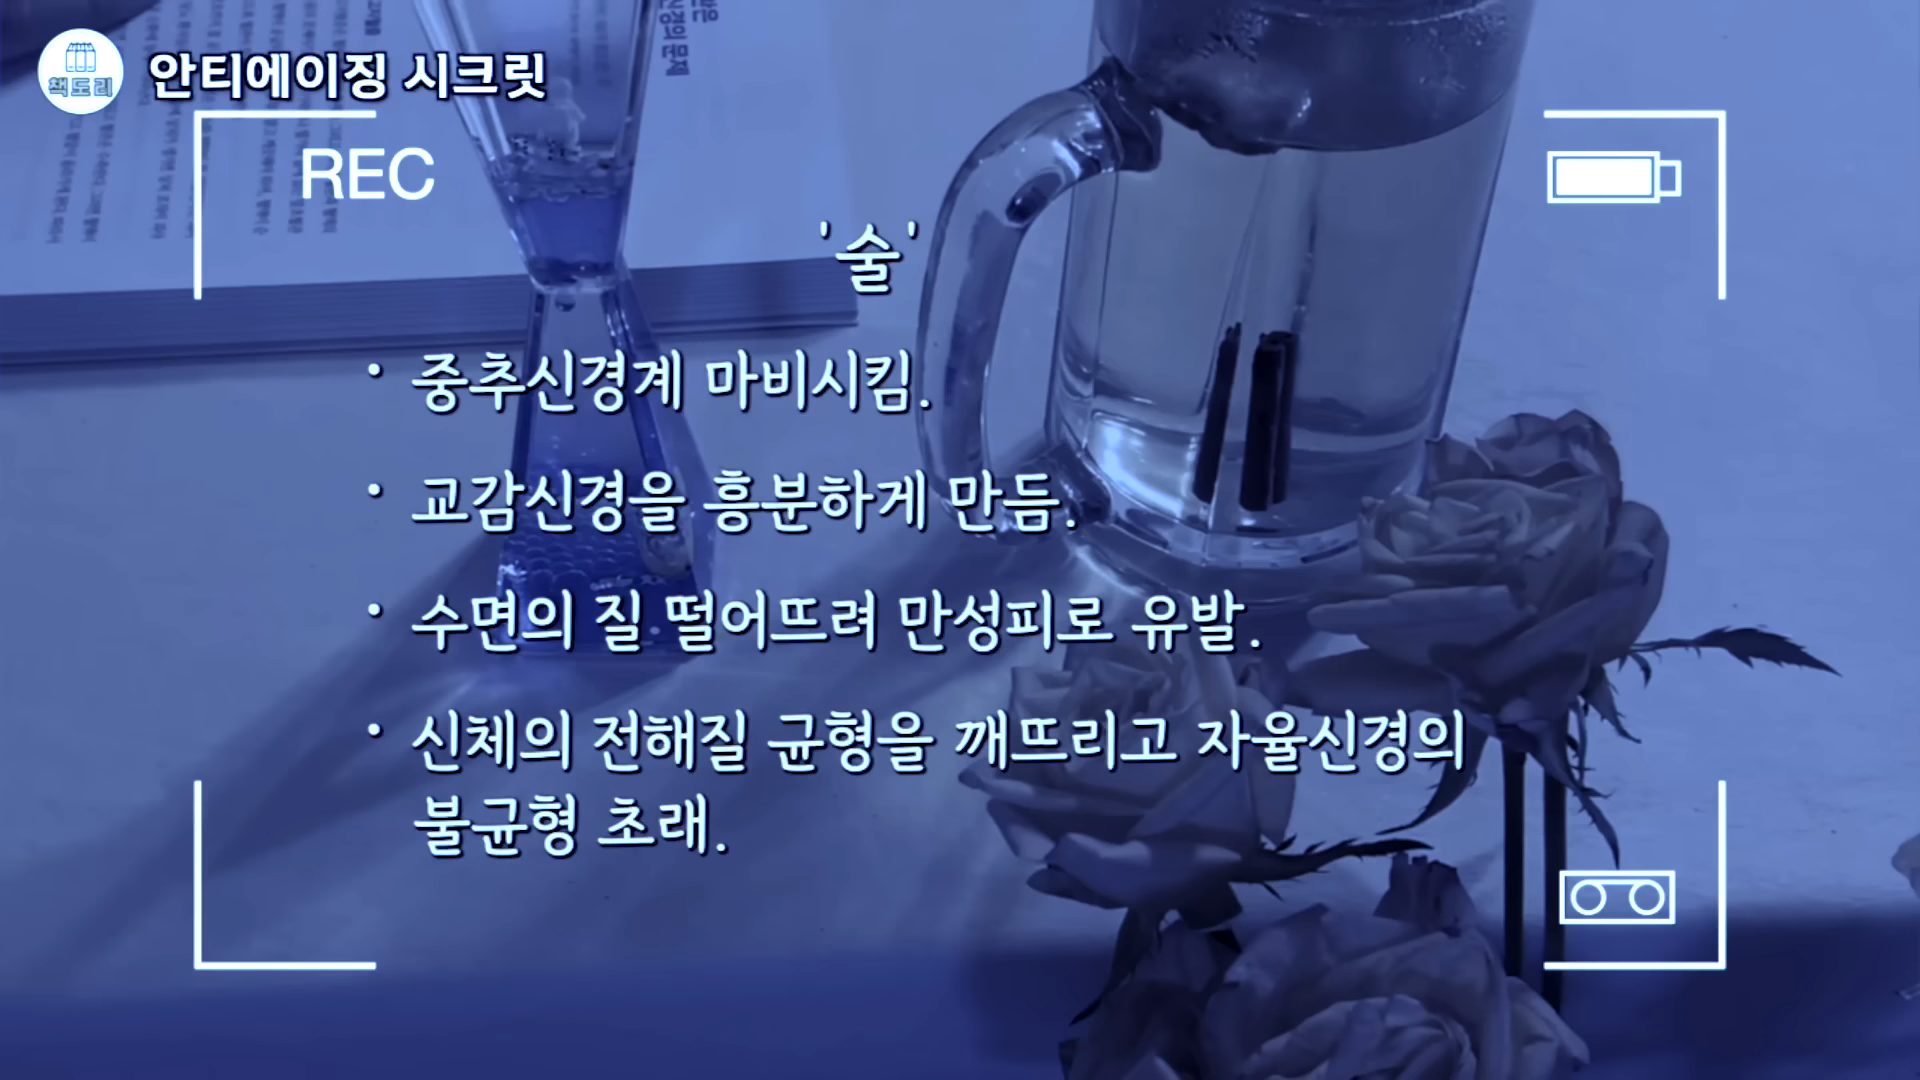 책도리
안티에이징 시크릿
REC
'술'
· 중추신경계 마비시킴.
· 교감신경을 흥분하게 만듬.
· 수면의 질 떨어뜨려 만성피로 유발.
· 신체의 전해질 균형을 깨뜨리고 자율신경의
불균형 초래.